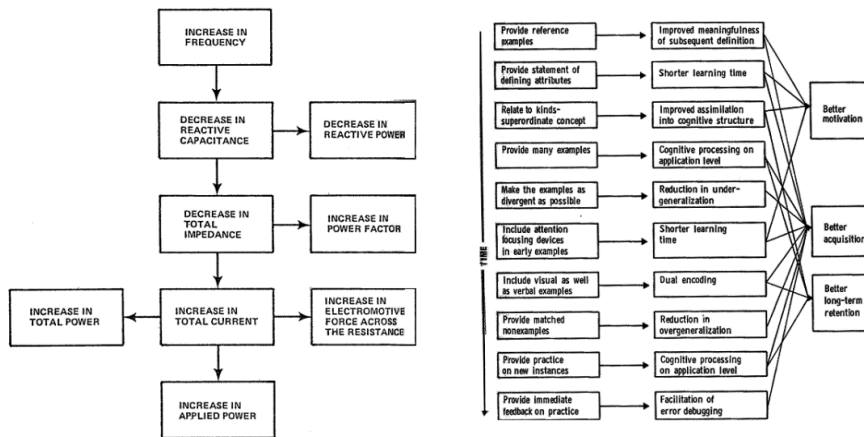 INCREASE IN
FREQUENCY
DECREASE IN
REACTIVE
CAPACITANCE
DECREASE IN
REACTIVE POWER
DECREASE IN
TOTAL
IMPEDANCE
INCREASE IN
POWER FACTOR
INCREASE IN
TOTAL POWER
INCREASE IN
TOTAL CURRENT
INCREASE IN
ELECTROMOTIVE
FORCE ACROSS
THE RESISTANCE
INCREASE IN
APPLIED POWER
TIME
Provide reference
examples
Improved meaningfulness
of subsequent definition
Provide statement of
defining attributes
Shorter learning time
Relate to kinds-
superordinate concept
Improved assimilation
into cognitive structure
Provide many examples
Cognitive processing on
application level
Make the examples as
divergent as possible
Reduction in under-
generalization
Include attention
focusing devices
in early examples
Shorter learning
time
Include visual as well
as verbal examples
Dual encoding
Provide matched
nonexamples
Reduction in
overgeneralization
Provide practice
on new instances
Cognitive processing
on application level
Provide immediate
feedback on practice
Facilitation of
error debugging
Better
motivation
Better
acquisition
Better
long-term
retention